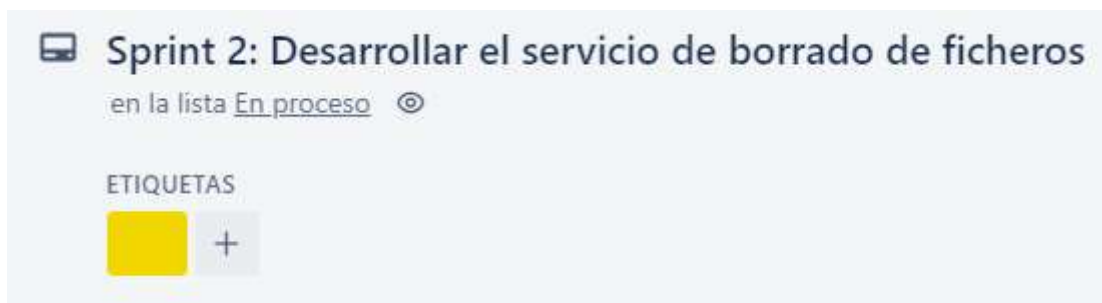 Sprint 2: Desarrollar el servicio de borrado de ficheros
en la lista En proceso
ETIQUETAS
+